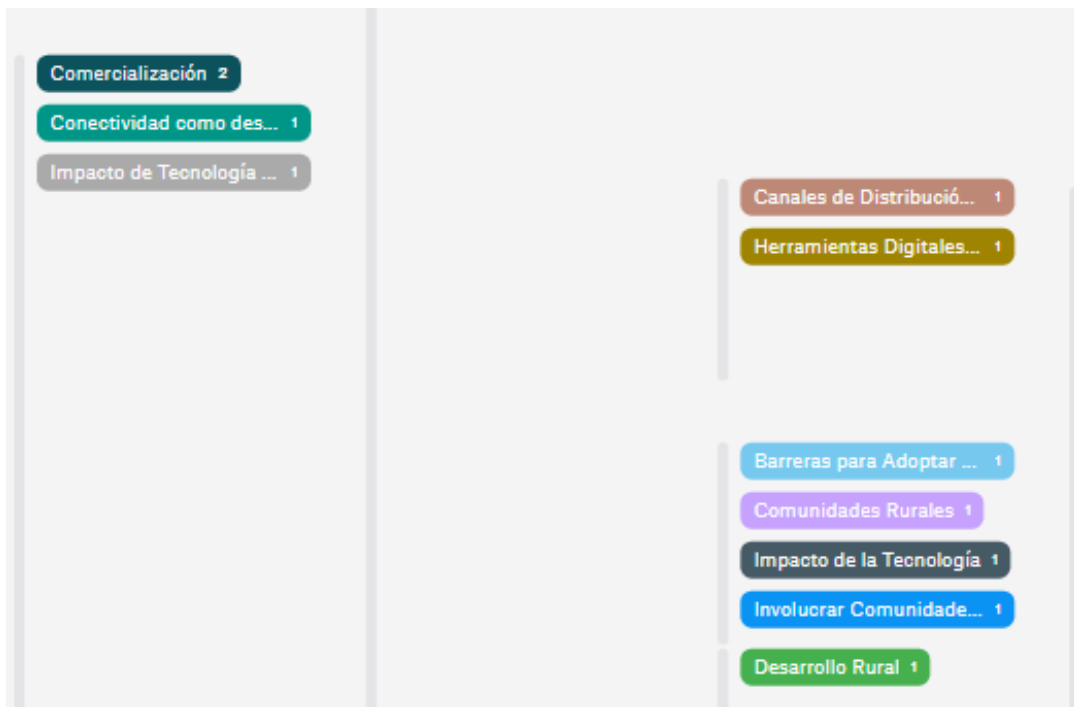 Comercialización 2
Conectividad como des... 1
Impacto de Tecnología ... 1
Canales de Distribució... 1
Herramientas Digitales... 1
Barreras para Adoptar ... 1
Comunidades Rurales 1
Impacto de la Tecnología 1
Involucrar Comunidade... 1
Desarrollo Rural 1